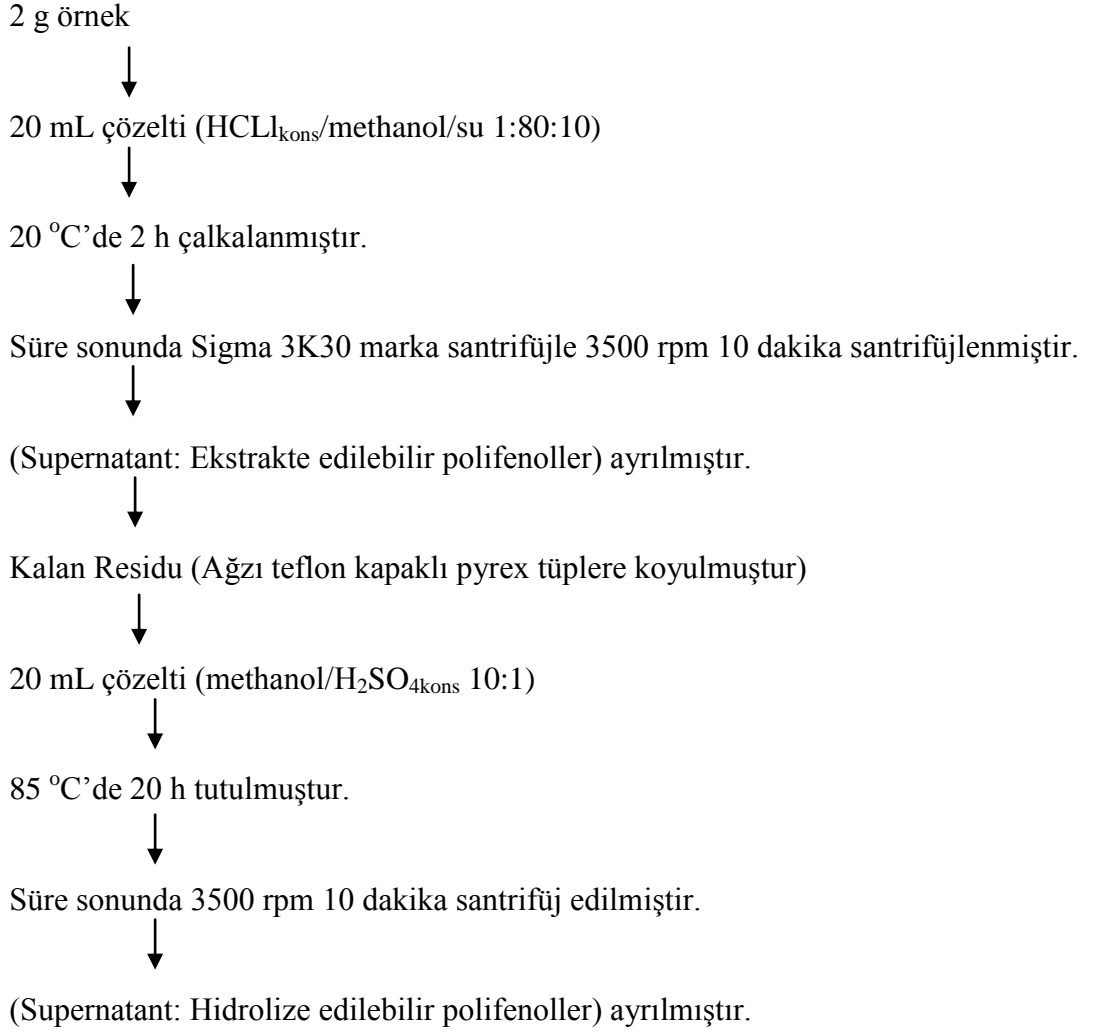 2 g örnek
20 mL çözelti (HCLlkons/methanol/su 1:80:10)
20 ᵒC’de 2 h çalkalanmıştır.
Süre sonunda Sigma 3K30 marka santrifüjle 3500 rpm 10 dakika santrifüjlenmiştir.
(Supernatant: Ekstrakte edilebilir polifenoller) ayrılmıştır.
Kalan Residu (Ağzı teflon kapaklı pyrex tüplere koyulmuştur)
20 mL çözelti (methanol/H₂SO₄kons 10:1)
85 ᵒC’de 20 h tutulmuştur.
Süre sonunda 3500 rpm 10 dakika santrifüj edilmiştir.
(Supernatant: Hidrolize edilebilir polifenoller) ayrılmıştır.